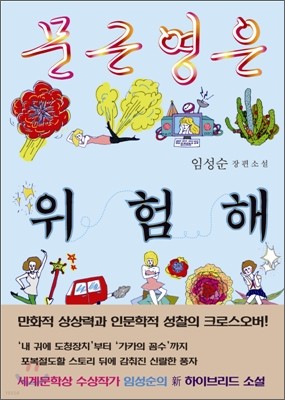 문근영은
임성순 장편소설
위험해
만화적 상상력과 인문학적 성찰의 크로스오버!
‘내 귀에 도청장치’부터 ‘가카의 꼼수’까지
포복절도할 스토리 뒤에 감춰진 신랄한 풍자
세계문학상 수상작가 임성순의 新 하이브리드 소설